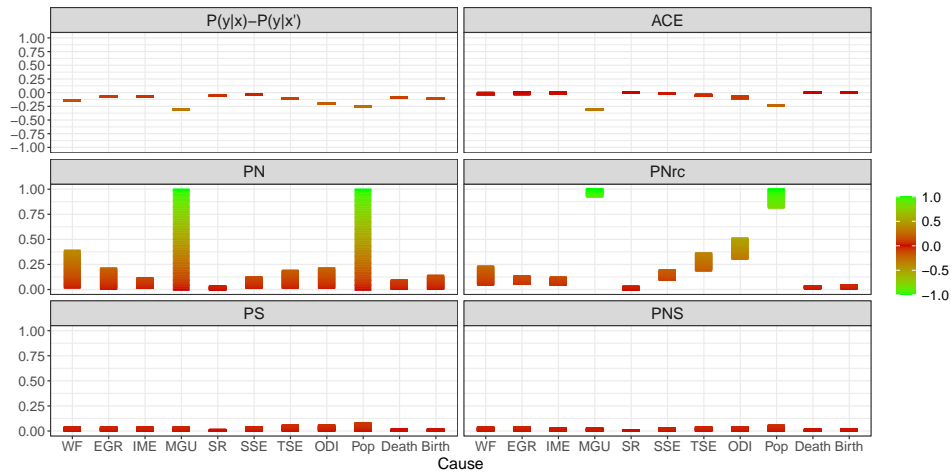 P(y|x)−P(y|x')
ACE
1.00
0.75
0.50
0.25
0.00
−0.25
−0.50
−0.75
−1.00
PN
PNrc
1.00
0.75
0.50
0.25
0.00
1.0
0.5
0.0
−0.5
−1.0
PS
PNS
1.00
0.75
0.50
0.25
0.00
WF EGR IME MGU SR SSE TSE ODI Pop Death Birth
WF EGR IME MGU SR SSE TSE ODI Pop Death Birth
Cause